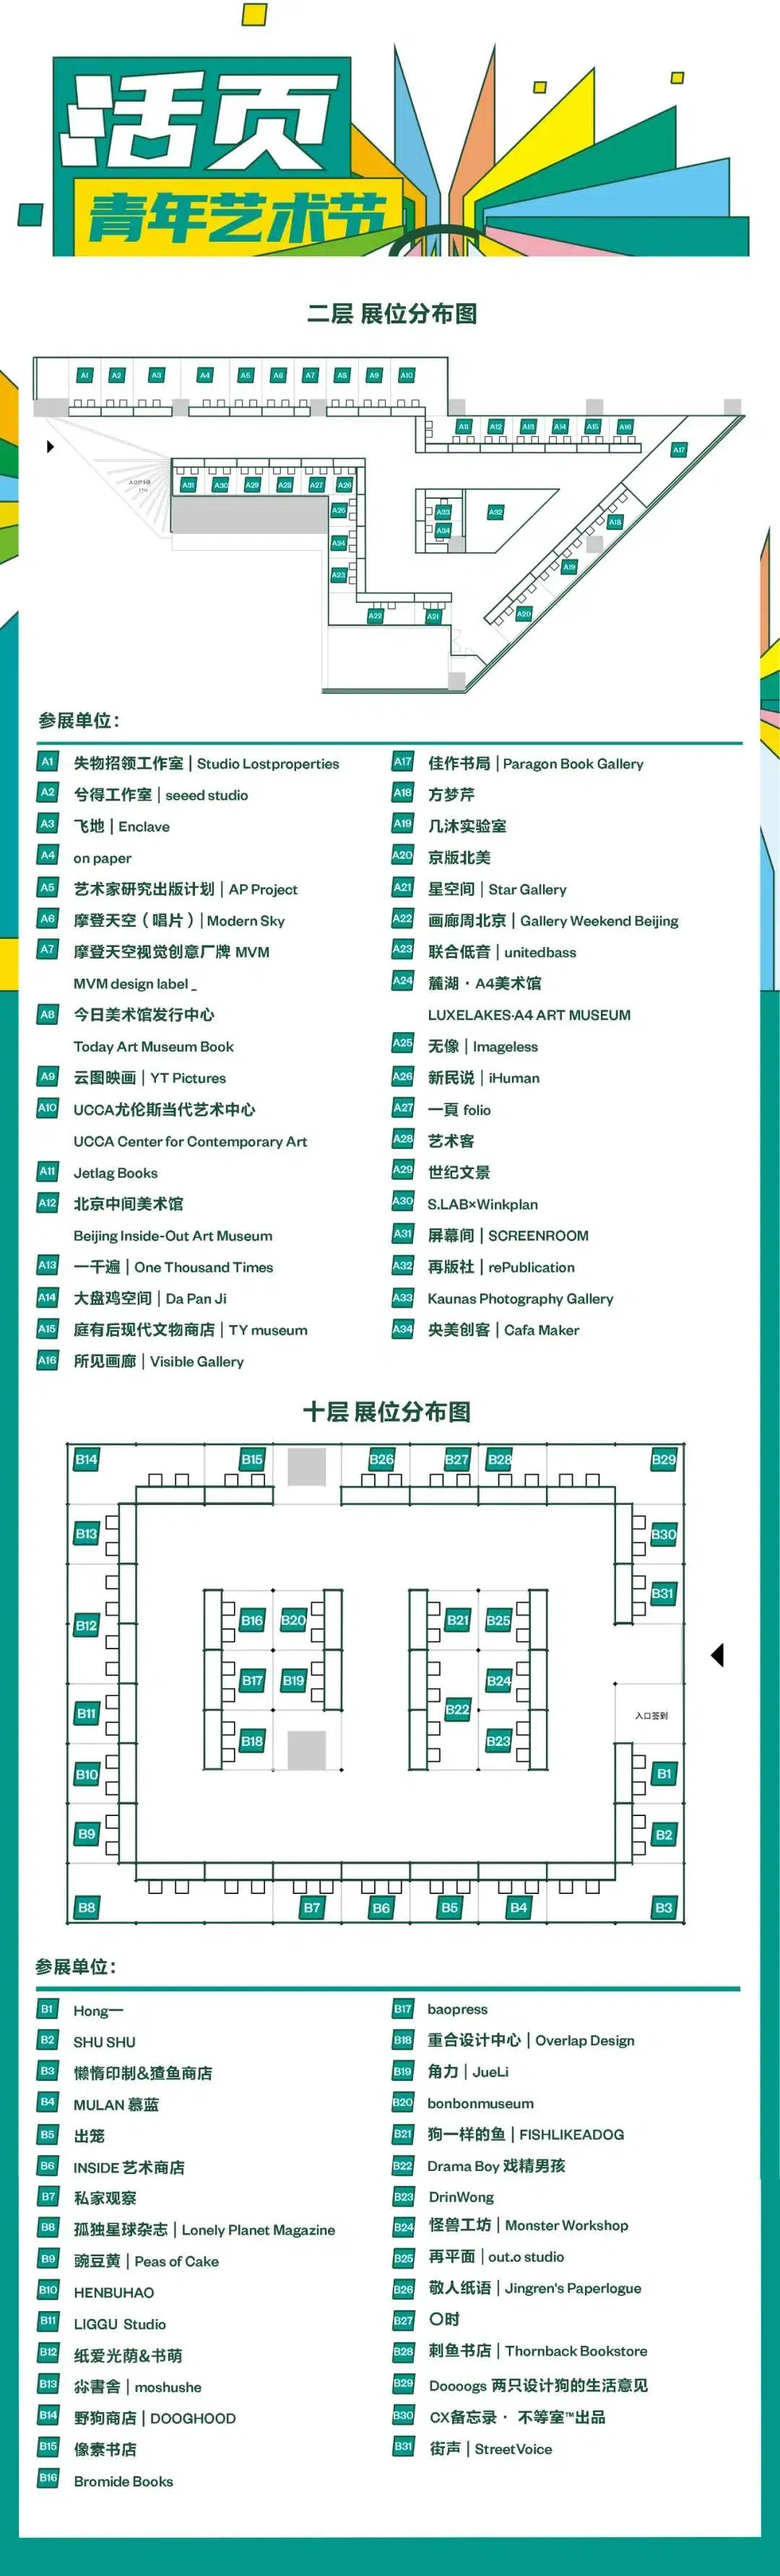 活页
青年艺术节
二层 展位分布图
A1 A2 A3 A4 A5 A6 A7 A8 A9 A10
A11 A12 A13 A14 A15 A16
A17
A31 A30 A29 A28 A27 A26
A25
A33 A32
A34
A18
A24
A19
A23
A20
A22 A21
参展单位：
A1 失物招领工作室 | Studio Lostproperties
A2 兮得工作室 | seeed studio
A3 飞地 | Enclave
A4 on paper
A5 艺术家研究出版计划 | AP Project
A6 摩登天空（唱片）| Modern Sky
A7 摩登天空视觉创意厂牌 MVM
MVM design label _
A8 今日美术馆发行中心
Today Art Museum Book
A9 云图映画 | YT Pictures
A10 UCCA尤伦斯当代艺术中心
UCCA Center for Contemporary Art
A11 Jetlag Books
A12 北京中间美术馆
Beijing Inside-Out Art Museum
A13 一千遍 | One Thousand Times
A14 大盘鸡空间 | Da Pan Ji
A15 庭有后现代文物商店 | TY museum
A16 所见画廊 | Visible Gallery
A17 佳作书局 | Paragon Book Gallery
A18 方梦芹
A19 几沐实验室
A20 京版北美
A21 星空间 | Star Gallery
A22 画廊周北京 | Gallery Weekend Beijing
A23 联合低音 | unitedbass
A24 麓湖·A4美术馆
LUXELAKES·A4 ART MUSEUM
A25 无像 | Imageless
A26 新民说 | iHuman
A27 一頁 folio
A28 艺术客
A29 世纪文景
A30 S.LAB×Winkplan
A31 屏幕间 | SCREENROOM
A32 再版社 | rePublication
A33 Kaunas Photography Gallery
A34 央美创客 | Cafa Maker
十层 展位分布图
B14 B15 B26 B27 B28 B29
B13 B30
B31
B12 B16 B20 B21 B25
B17 B19 B24
B11 B22 入口签到
B18 B23
B10 B1
B9 B2
B8 B7 B6 B5 B4 B3
参展单位：
B1 Hong一
B2 SHU SHU
B3 懒惰印制&猹鱼商店
B4 MULAN 慕蓝
B5 出笼
B6 INSIDE 艺术商店
B7 私家观察
B8 孤独星球杂志 | Lonely Planet Magazine
B9 豌豆黄 | Peas of Cake
B10 HENBUHAO
B11 LIGGU Studio
B12 纸爱光荫&书萌
B13 尛書舍 | moshushe
B14 野狗商店 | DOOGHOOD
B15 像素书店
B16 Bromide Books
B17 baopress
B18 重合设计中心 | Overlap Design
B19 角力 | JueLi
B20 bonbonmuseum
B21 狗一样的鱼 | FISHLIKEADOG
B22 Drama Boy 戏精男孩
B23 DrinWong
B24 怪兽工坊 | Monster Workshop
B25 再平面 | out.o studio
B26 敬人纸语 | Jingren's Paperlogue
B27 〇时
B28 刺鱼书店 | Thornback Bookstore
B29 Doooogs 两只设计狗的生活意见
B30 CX备忘录 · 不等室™出品
B31 街声 | StreetVoice